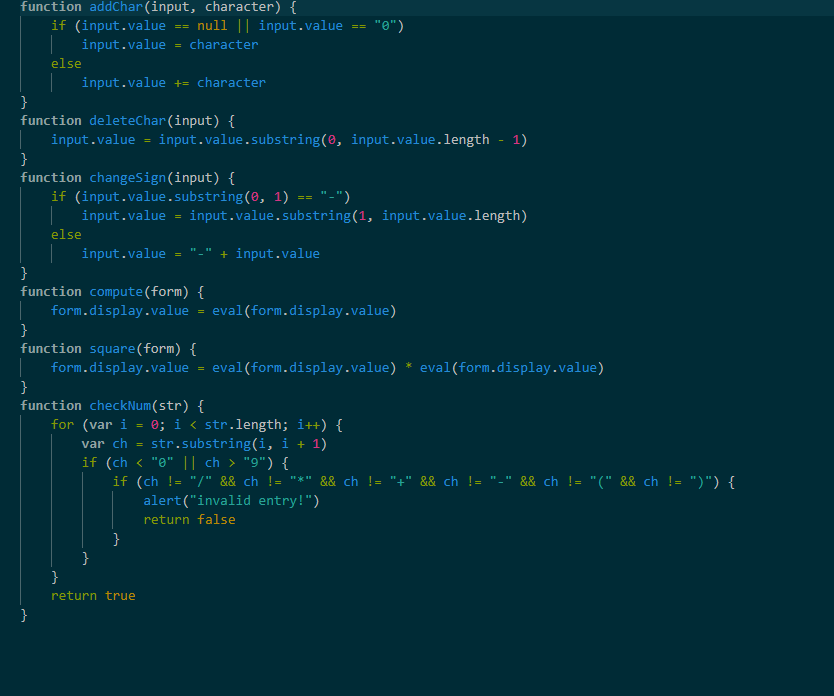 function addChar(input, character) {
    if (input.value == null || input.value == "0")
        input.value = character
    else
        input.value += character
}
function deleteChar(input) {
    input.value = input.value.substring(0, input.value.length - 1)
}
function changeSign(input) {
    if (input.value.substring(0, 1) == "-")
        input.value = input.value.substring(1, input.value.length)
    else
        input.value = "-" + input.value
}
function compute(form) {
    form.display.value = eval(form.display.value)
}
function square(form) {
    form.display.value = eval(form.display.value) * eval(form.display.value)
}
function checkNum(str) {
    for (var i = 0; i < str.length; i++) {
        var ch = str.substring(i, i + 1)
        if (ch < "0" || ch > "9") {
            if (ch != "/" && ch != "*" && ch != "+" && ch != "-" && ch != "(" && ch != ")") {
                alert("invalid entry!")
                return false
            }
        }
    }
    return true
}